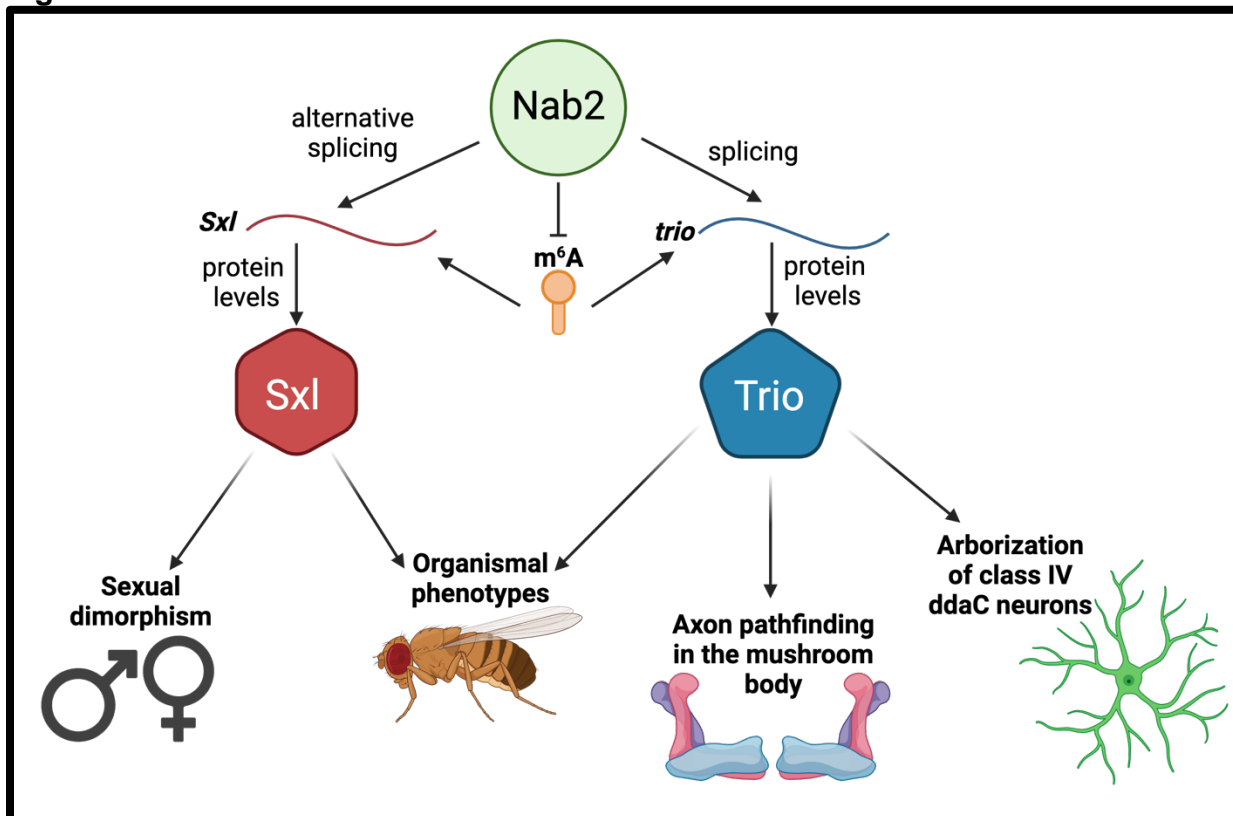 Nab2
alternative
splicing
splicing
Sxl
trio
m⁶A
protein
levels
protein
levels
Sxl
Trio
Sexual
dimorphism
Organismal
phenotypes
Axon pathfinding
in the mushroom
body
Arborization
of class IV
ddaC neurons